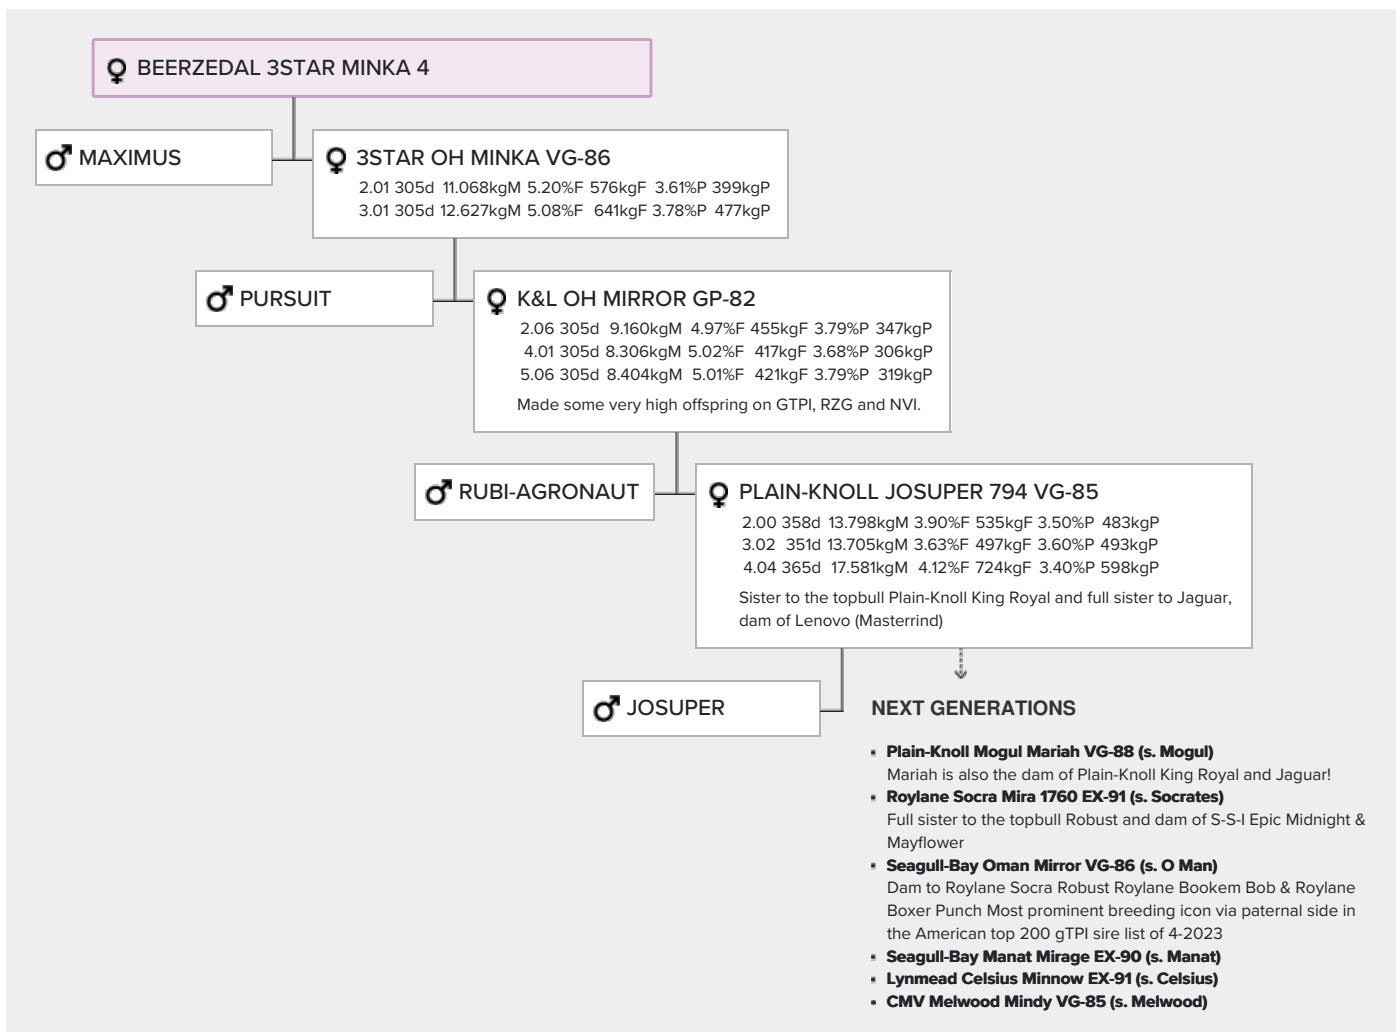 ♀ BEERZEDAL 3STAR MINKA 4
♂ MAXIMUS
♀ 3STAR OH MINKA VG-86
2.01 305d 11.068kgM 5.20%F 576kgF 3.61%P 399kgP
3.01 305d 12.627kgM 5.08%F 641kgF 3.78%P 477kgP
♂ PURSUIT
♀ K&L OH MIRROR GP-82
2.06 305d 9.160kgM 4.97%F 455kgF 3.79%P 347kgP
4.01 305d 8.306kgM 5.02%F 417kgF 3.68%P 306kgP
5.06 305d 8.404kgM 5.01%F 421kgF 3.79%P 319kgP
Made some very high offspring on GTPI, RZG and NVI.
♂ RUBI-AGRONAUT
♀ PLAIN-KNOLL JOSUPER 794 VG-85
2.00 358d 13.798kgM 3.90%F 535kgF 3.50%P 483kgP
3.02 351d 13.705kgM 3.63%F 497kgF 3.60%P 493kgP
4.04 365d 17.581kgM 4.12%F 724kgF 3.40%P 598kgP
Sister to the topbull Plain-Knoll King Royal and full sister to Jaguar,
dam of Lenovo (Masterrind)
♂ JOSUPER
NEXT GENERATIONS
▪ Plain-Knoll Mogul Mariah VG-88 (s. Mogul)
Mariah is also the dam of Plain-Knoll King Royal and Jaguar!
▪ Roylane Socra Mira 1760 EX-91 (s. Socrates)
Full sister to the topbull Robust and dam of S-S-I Epic Midnight &
Mayflower
▪ Seagull-Bay Oman Mirror VG-86 (s. O Man)
Dam to Roylane Socra Robust Roylane Bookem Bob & Roylane
Boxer Punch Most prominent breeding icon via paternal side in
the American top 200 gTPI sire list of 4-2023
▪ Seagull-Bay Manat Mirage EX-90 (s. Manat)
▪ Lynmead Celsius Minnow EX-91 (s. Celsius)
▪ CMV Melwood Mindy VG-85 (s. Melwood)